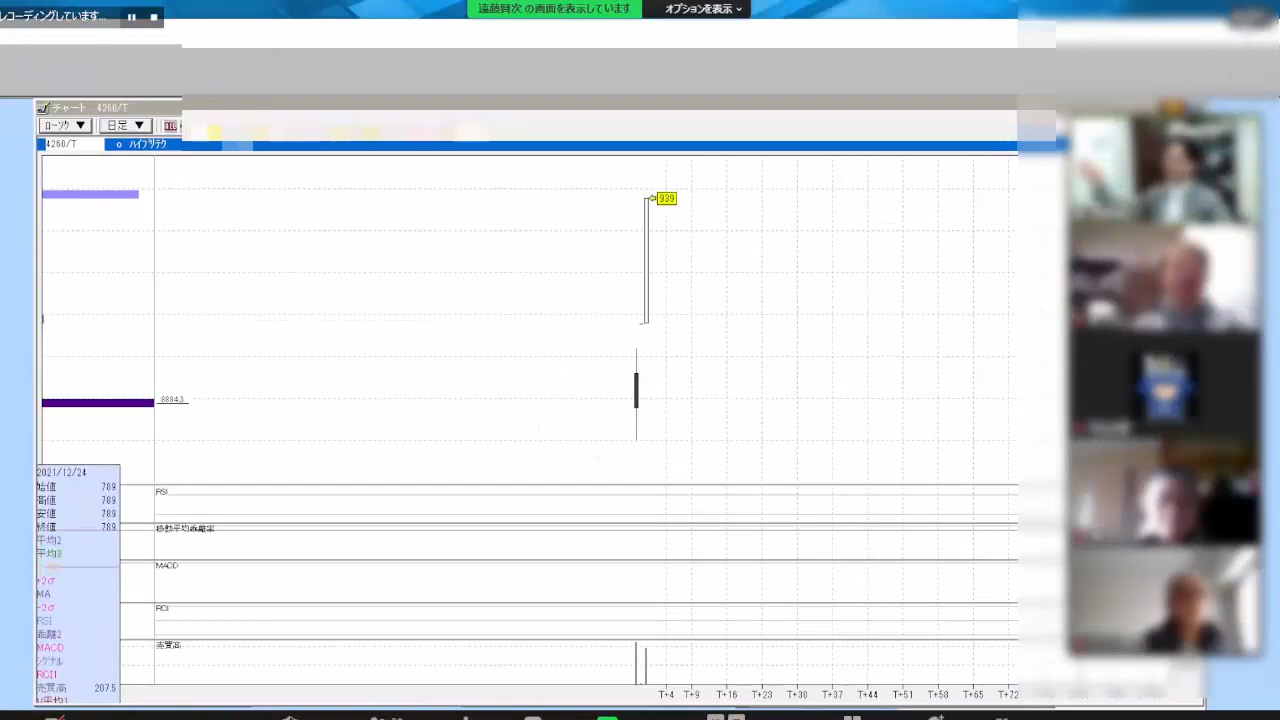 レコーディングしています...
遠藤賢次 の画面を表示しています
オプションを表示
チャート 4260/T
ローソク
日足
4260/T
ハイブリテク
939
8884.3
2021/12/24
始値 789
高値 789
安値 789
終値 789
平均2
平均3
+2σ
MA
-2σ
RSI
乖離2
MACD
シグナル
RCI1
売買高 207.5
V平均1
RSI
移動平均乖離率
MACD
RCI
売買高
T+4 T+9 T+17 T+23 T+30 T+37 T+44 T+51 T+58 T+65 T+72